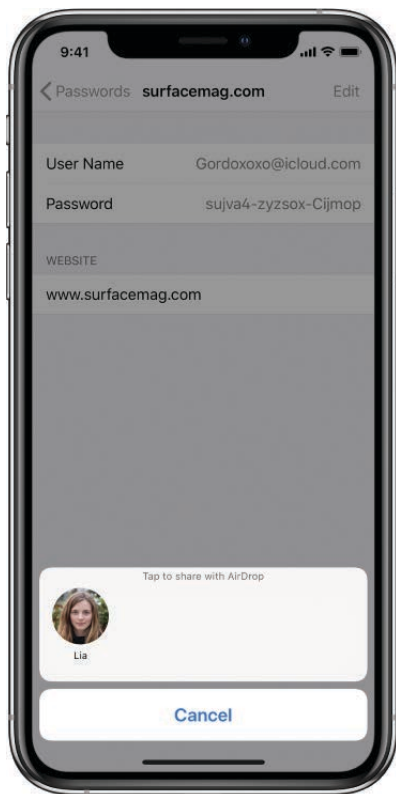 9:41
Passwords surfacemag.com Edit
User Name Gordoxoxo@icloud.com
Password sujva4-zyzsox-Cijmop
WEBSITE
www.surfacemag.com
Tap to share with AirDrop
Lia
Cancel